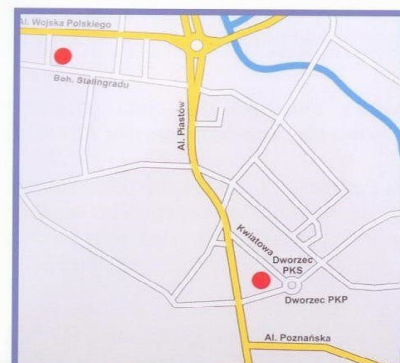 Al. Wojska Polskiego
Boh. Stalingradu
Al. Piastów
Kwiatowa
Dworzec
PKS
Dworzec PKP
Al. Poznańska